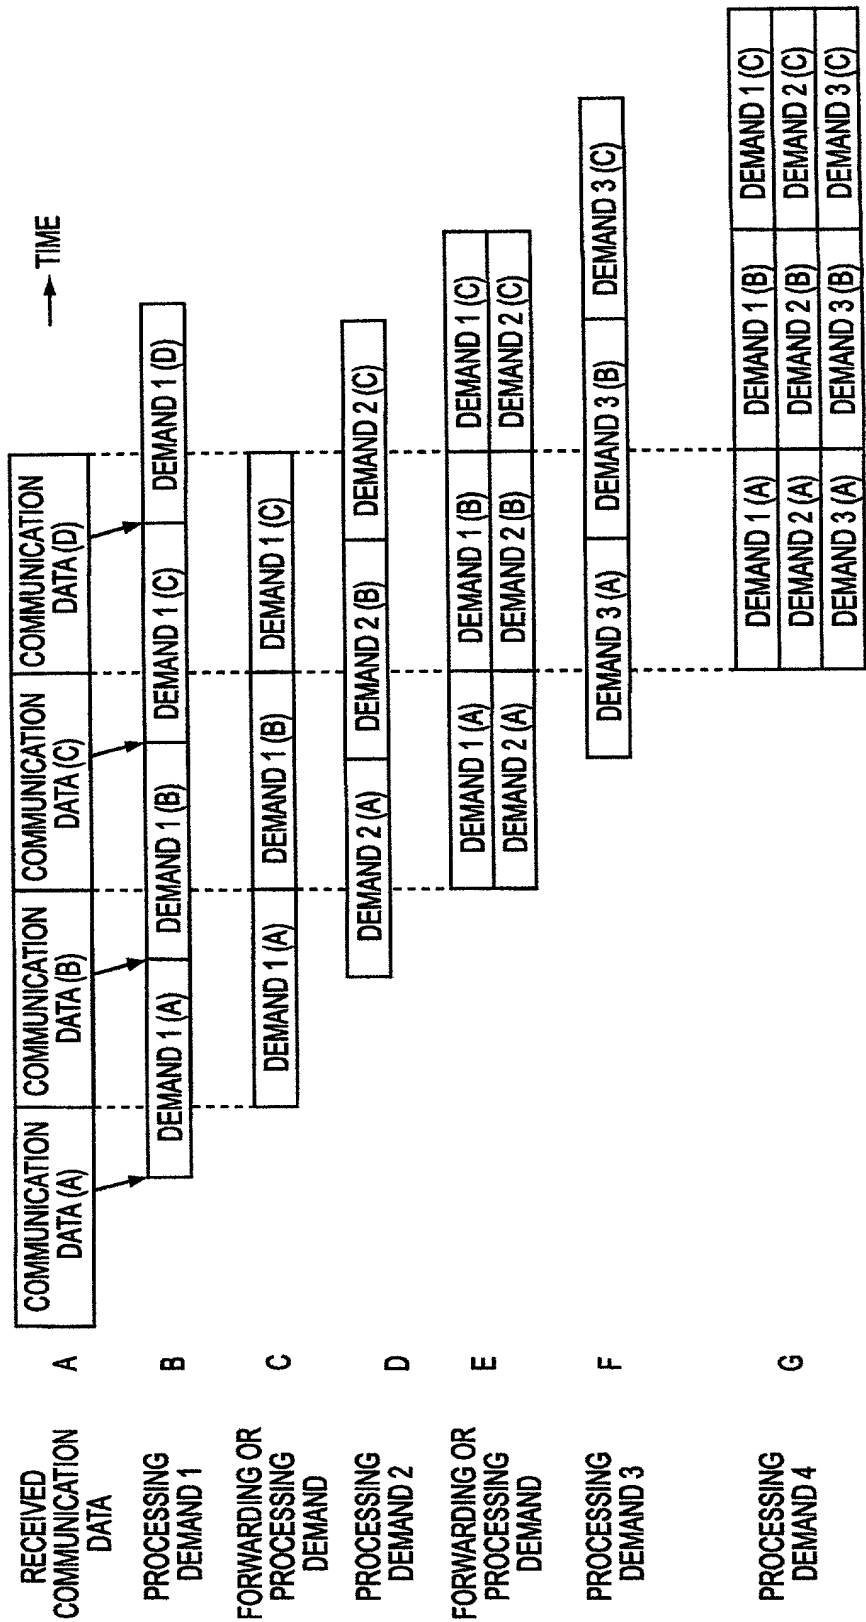 → TIME
RECEIVED
COMMUNICATION
DATA
A
COMMUNICATION
DATA (A)
COMMUNICATION
DATA (B)
COMMUNICATION
DATA (C)
COMMUNICATION
DATA (D)
PROCESSING
DEMAND 1
B
DEMAND 1 (A)
DEMAND 1 (B)
DEMAND 1 (C)
DEMAND 1 (D)
FORWARDING OR
PROCESSING
DEMAND
C
DEMAND 1 (A)
DEMAND 1 (B)
DEMAND 1 (C)
PROCESSING
DEMAND 2
D
DEMAND 2 (A)
DEMAND 2 (B)
DEMAND 2 (C)
FORWARDING OR
PROCESSING
DEMAND
E
DEMAND 1 (A)
DEMAND 1 (B)
DEMAND 1 (C)
DEMAND 2 (A)
DEMAND 2 (B)
DEMAND 2 (C)
PROCESSING
DEMAND 3
F
DEMAND 3 (A)
DEMAND 3 (B)
DEMAND 3 (C)
PROCESSING
DEMAND 4
G
DEMAND 1 (A)
DEMAND 1 (B)
DEMAND 1 (C)
DEMAND 2 (A)
DEMAND 2 (B)
DEMAND 2 (C)
DEMAND 3 (A)
DEMAND 3 (B)
DEMAND 3 (C)